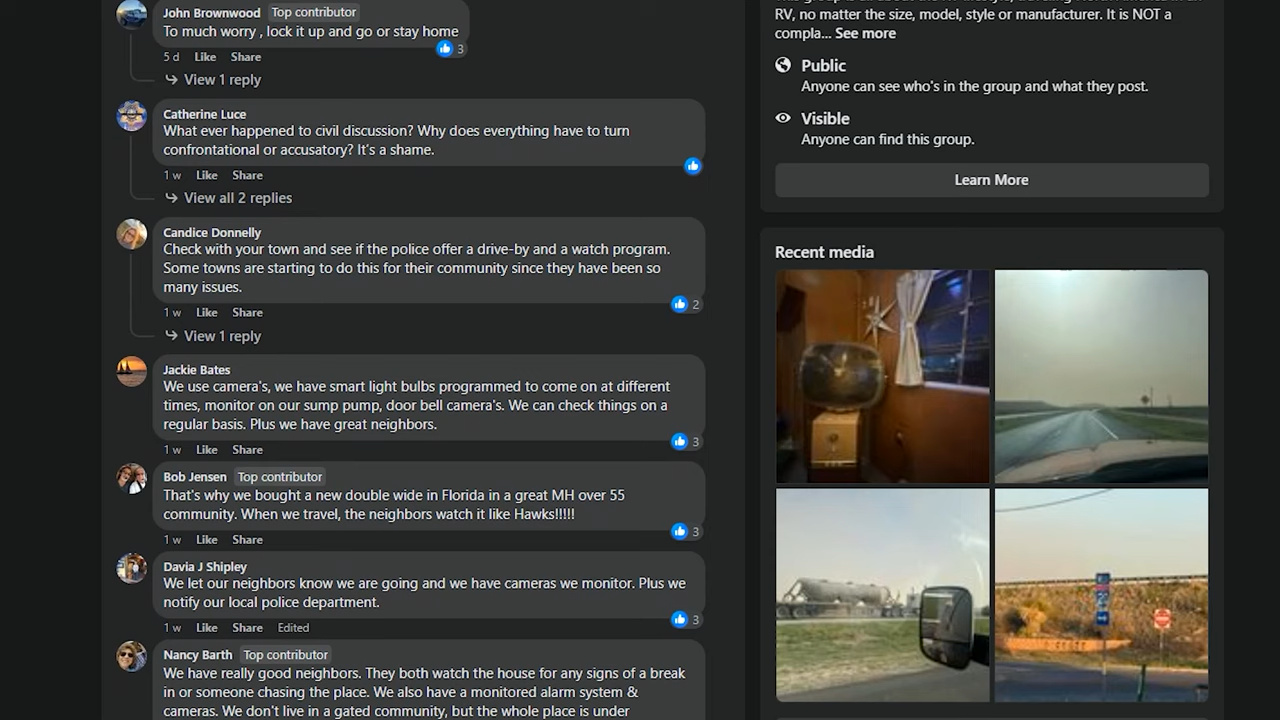 John Brownwood Top contributor
To much worry , lock it up and go or stay home
3
5 d Like Share
View 1 reply
Catherine Luce
What ever happened to civil discussion? Why does everything have to turn
confrontational or accusatory? It's a shame.
1 w Like Share
View all 2 replies
Candice Donnelly
Check with your town and see if the police offer a drive-by and a watch program.
Some towns are starting to do this for their community since they have been so
many issues.
2
1 w Like Share
View 1 reply
Jackie Bates
We use camera's, we have smart light bulbs programmed to come on at different
times, monitor on our sump pump, door bell camera's. We can check things on a
regular basis. Plus we have great neighbors.
3
1 w Like Share
Bob Jensen Top contributor
That's why we bought a new double wide in Florida in a great MH over 55
community. When we travel, the neighbors watch it like Hawks!!!!!
3
1 w Like Share
Davia J Shipley
We let our neighbors know we are going and we have cameras we monitor. Plus we
notify our local police department.
3
1 w Like Share Edited
Nancy Barth Top contributor
We have really good neighbors. They both watch the house for any signs of a break
in or someone chasing the place. We also have a monitored alarm system &
cameras. We don't live in a gated community, but the whole place is under
RV, no matter the size, model, style or manufacturer. It is NOT a
compla... See more
Public
Anyone can see who's in the group and what they post.
Visible
Anyone can find this group.
Learn More
Recent media